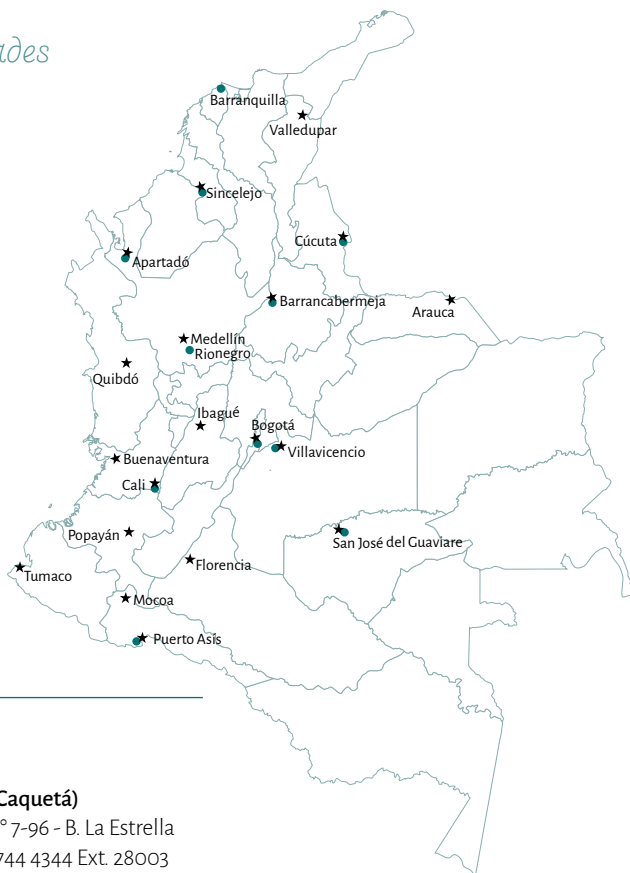 Barranquilla
Valledupar
Sincelejo
Cúcuta
Apartadó
Barrancabermeja
Arauca
Medellín
Rionegro
Quibdó
Ibagué
Bogotá
Villavicencio
Buenaventura
Cali
Popayán
San José del Guaviare
Florencia
Tumaco
Mocoa
Puerto Asís
Caquetá)
° 7-96 - B. La Estrella
744 4344 Ext. 28003